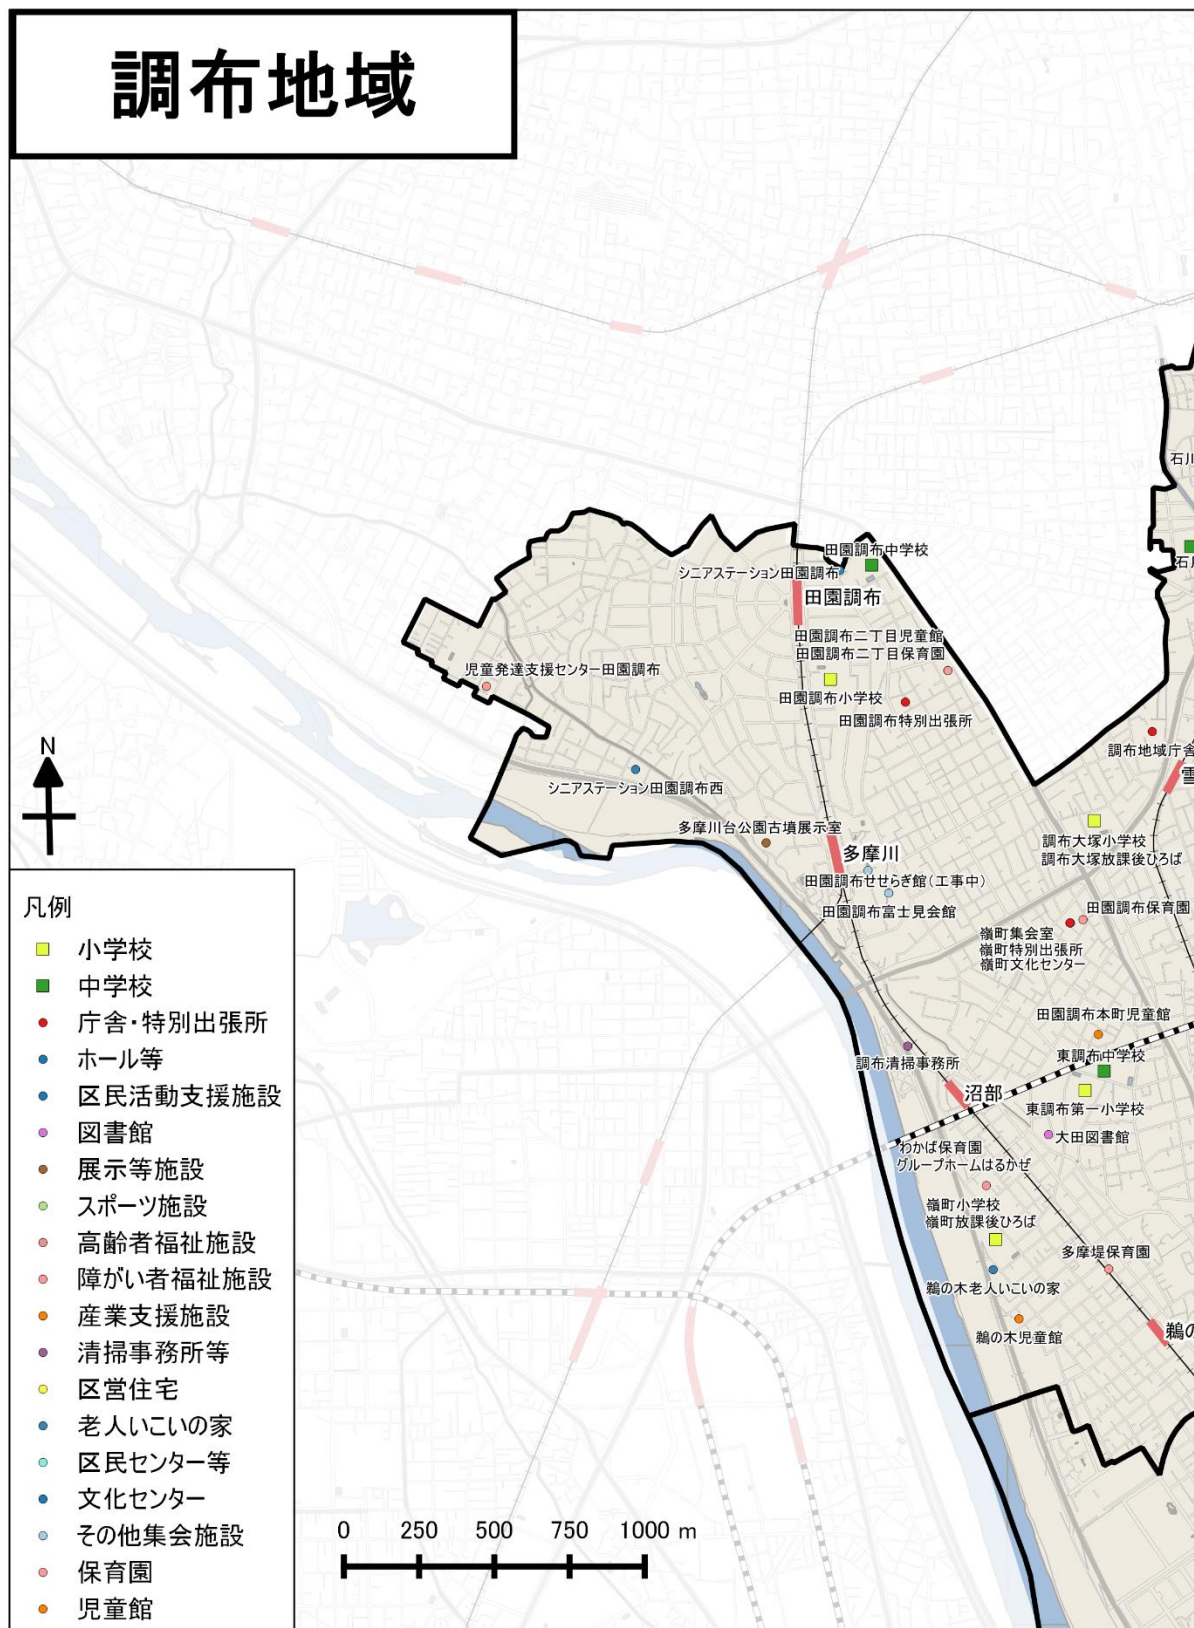 調布地域
石川
田園調布中学校
石川
シニアステーション田園調布
田園調布
田園調布二丁目児童館
田園調布二丁目保育園
児童発達支援センター田園調布
田園調布小学校
田園調布特別出張所
N
調布地域庁舎
雪
シニアステーション田園調布西
多摩川台公園古墳展示室
調布大塚小学校
調布大塚放課後ひろば
多摩川
田園調布せせらぎ館(工事中)
田園調布富士見会館
田園調布保育園
嶺町集会室
嶺町特別出張所
嶺町文化センター
田園調布本町児童館
調布清掃事務所
東調布中学校
沼部
東調布第一小学校
大田図書館
わかば保育園
グループホームはるかぜ
嶺町小学校
嶺町放課後ひろば
多摩堤保育園
鵜の木老人いこいの家
鵜の木児童館
鵜の
凡例
小学校
中学校
庁舎・特別出張所
ホール等
区民活動支援施設
図書館
展示等施設
スポーツ施設
高齢者福祉施設
障がい者福祉施設
産業支援施設
清掃事務所等
区営住宅
老人いこいの家
区民センター等
文化センター
その他集会施設
保育園
児童館
0 250 500 750 1000 m